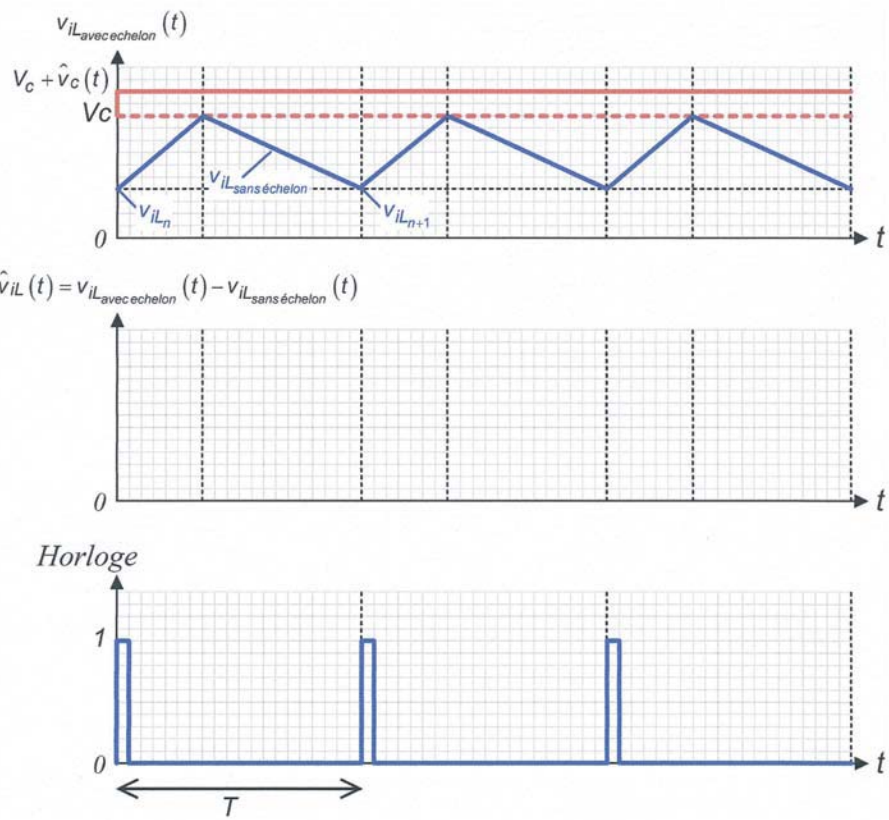 v_{iL_{avec echelon}}(t)
V_c + v̂_c(t)
Vc
v_{iL_{sans échelon}}
v_{iL_n}
v_{iL_{n+1}}
0
t
v̂_{iL}(t) = v_{iL_{avec echelon}}(t) − v_{iL_{sans échelon}}(t)
0
t
Horloge
1
0
t
T